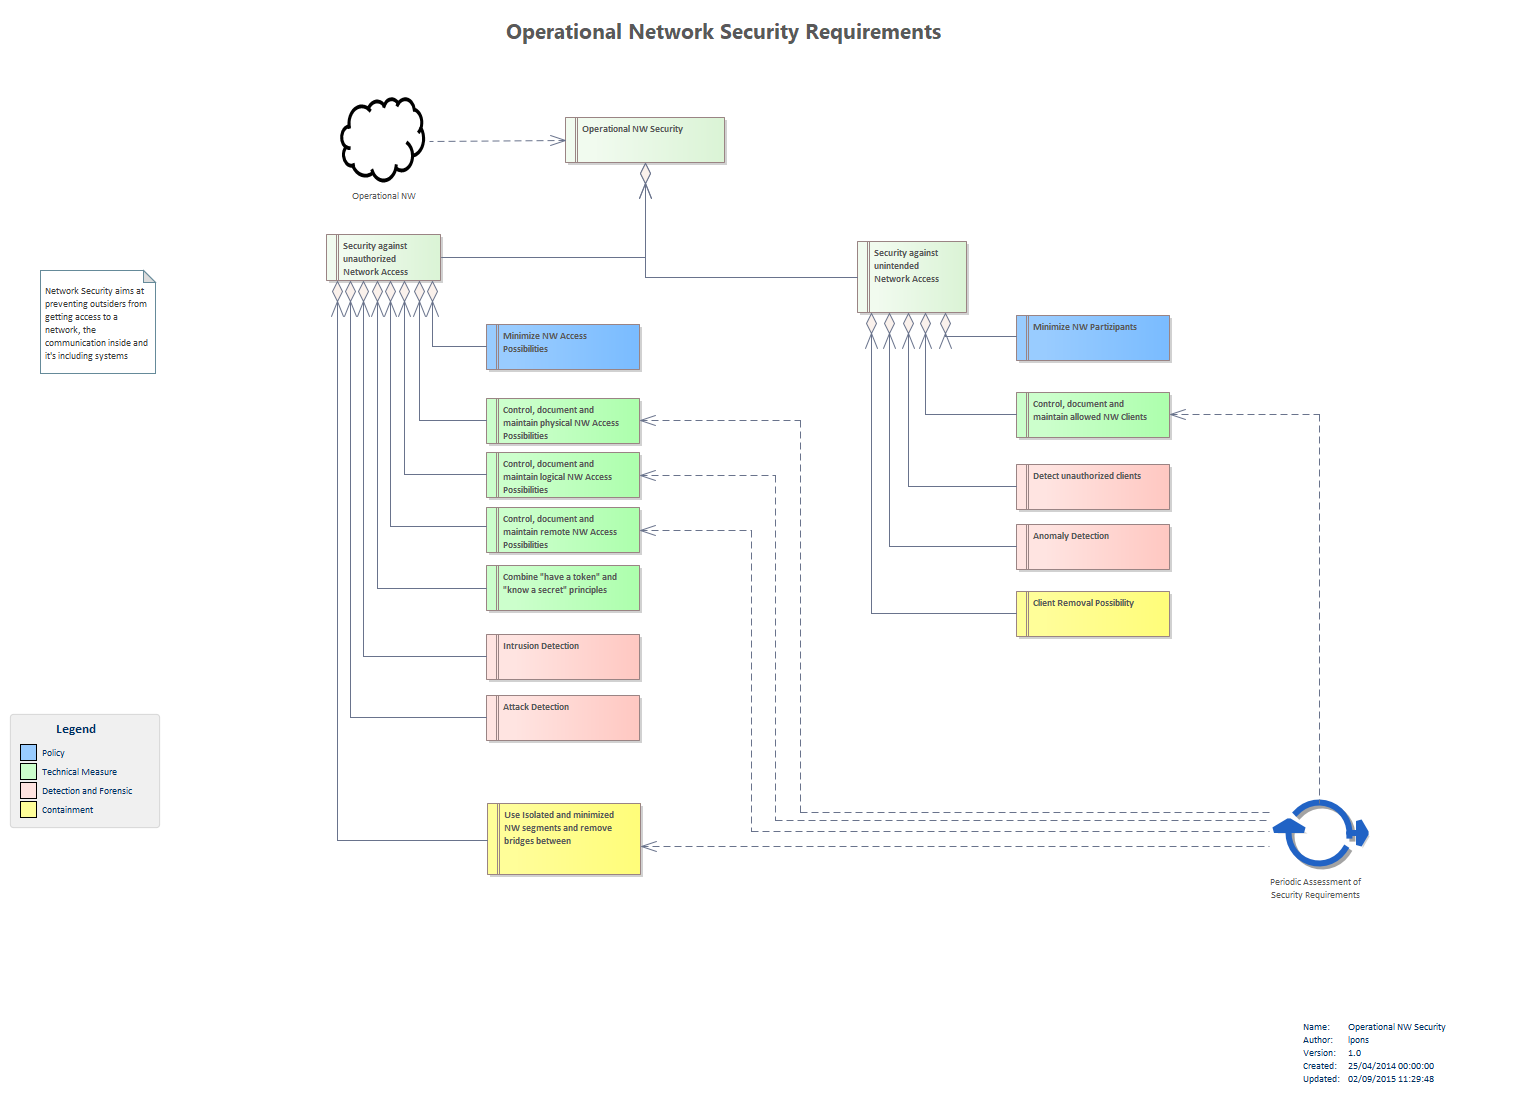 Operational Network Security Requirements
Operational NW
Operational NW Security
Security against
unauthorized
Network Access
Security against
unintended
Network Access
Network Security aims at
preventing outsiders from
getting access to a
network, the
communication inside and
it's including systems
Minimize NW Access
Possibilities
Control, document and
maintain physical NW Access
Possibilities
Control, document and
maintain logical NW Access
Possibilities
Control, document and
maintain remote NW Access
Possibilities
Combine "have a token" and
"know a secret" principles
Intrusion Detection
Attack Detection
Use Isolated and minimized
NW segments and remove
bridges between
Minimize NW Partizipants
Control, document and
maintain allowed NW Clients
Detect unauthorized clients
Anomaly Detection
Client Removal Possibility
Legend
Policy
Technical Measure
Detection and Forensic
Containment
Periodic Assessment of
Security Requirements
Name: Operational NW Security
Author: lpons
Version: 1.0
Created: 25/04/2014 00:00:00
Updated: 02/09/2015 11:29:48